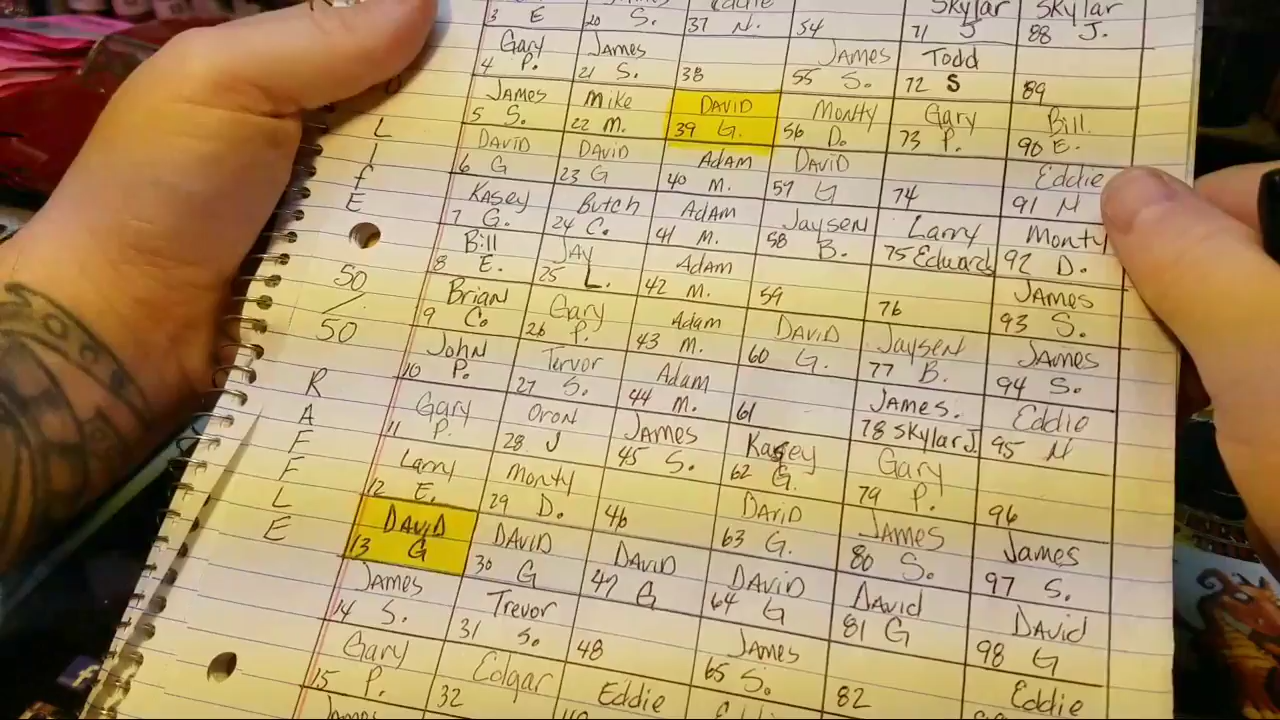 3 E 20 S. 37 N. 54 71 J 88 J.
Skylar Skylar
Gary James James Todd
4 P. 21 S. 38 55 S. 72 S 89
James Mike DAVID Monty Gary Bill
5 S. 22 M. 39 G. 56 D. 73 P. 90 E.
DAVID DAVID Adam DAVID Eddie
6 G 23 G 40 M. 57 G 74 91 N
Kasey Butch Adam Jaysen Larry Monty
7 G. 24 C. 41 M. 58 B. 75 Edward 92 D.
Bill JAY Adam James
8 E. 25 L. 42 M. 59 76 93 S.
Brian Gary Adam DAVID Jaysen James
9 Co 26 P. 43 M. 60 G. 77 B. 94 S.
John Tervor Adam James. Eddie
10 P. 27 S. 44 M. 61 78 Skylar J. 95 N
Gary Oron James Kasey Gary
11 P. 28 J 45 S. 62 G. 79 P. 96
Larry Monty DAVID James James
12 E. 29 D. 46 63 G. 80 S. 97 S.
DAVID DAVID DAVID DAVID DAVID DAVID
13 G 30 G 47 G 64 G 81 G 98 G
James Trevor James Eddie
14 S. 31 S. 48 65 S. 82
Gary Edgar Eddie
15 P. 32
James
L
I
f
E
50
/
50
R
A
F
F
L
E